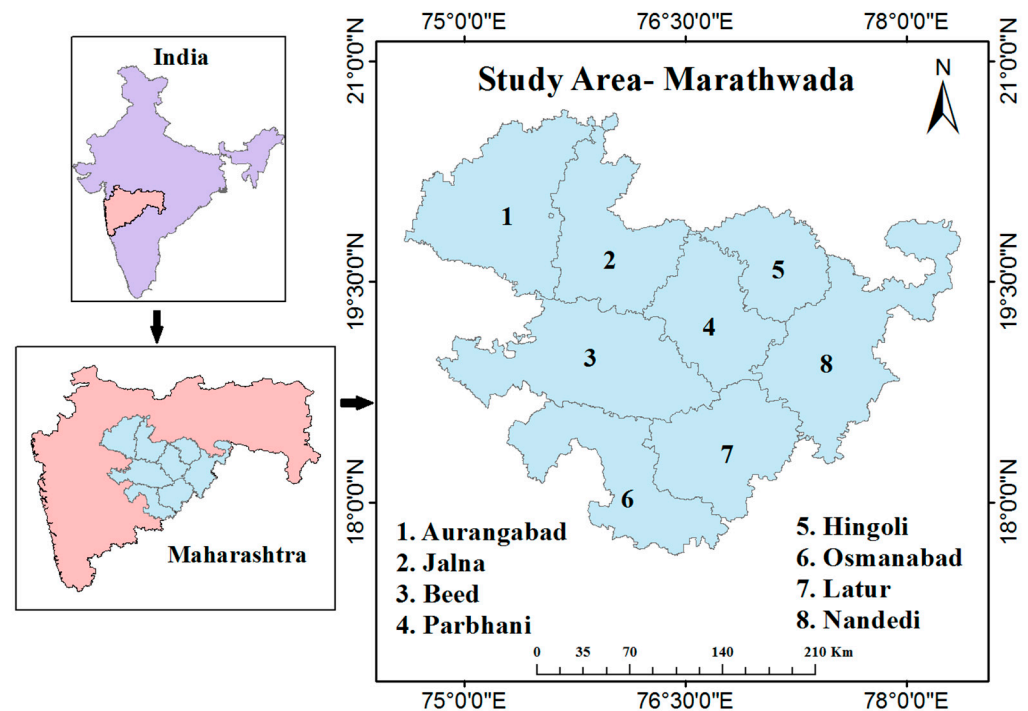 India
Maharashtra
75°0'0"E 76°30'0"E 78°0'0"E
Study Area- Marathwada
N
21°0'0"N 21°0'0"N
19°30'0"N 19°30'0"N
18°0'0"N 18°0'0"N
1
2
3
4
5
6
7
8
1. Aurangabad
2. Jalna
3. Beed
4. Parbhani
5. Hingoli
6. Osmanabad
7. Latur
8. Nandedi
0 35 70 140 210 Km
75°0'0"E 76°30'0"E 78°0'0"E